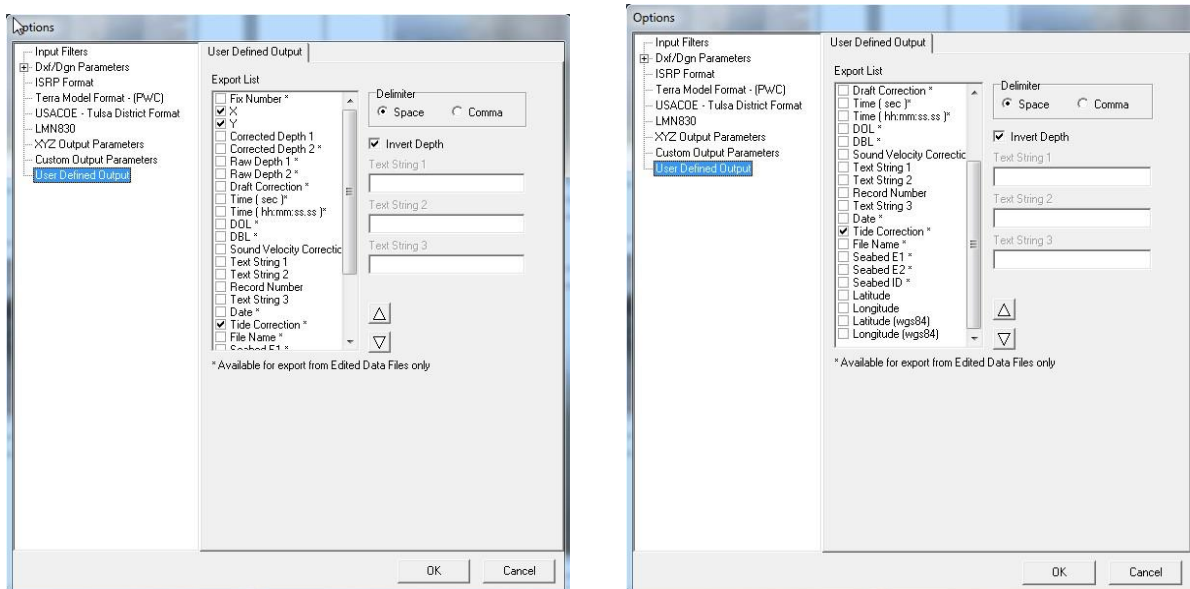 Options
Input Filters
Dxf/Dgn Parameters
ISRP Format
Terra Model Format - (PWC)
USACOE - Tulsa District Format
LMN830
XYZ Output Parameters
Custom Output Parameters
User Defined Output
User Defined Output
Export List
Fix Number *
X
Y
Corrected Depth 1
Corrected Depth 2 *
Raw Depth 1 *
Raw Depth 2 *
Draft Correction *
Time ( sec )*
Time ( hh:mm:ss.ss )*
DOL *
DBL *
Sound Velocity Correctic
Text String 1
Text String 2
Record Number
Text String 3
Date *
Tide Correction *
File Name *
Seabed E1 *
Delimiter
Space Comma
Invert Depth
Text String 1
Text String 2
Text String 3
* Available for export from Edited Data Files only
OK Cancel
Options
Input Filters
Dxf/Dgn Parameters
ISRP Format
Terra Model Format - (PWC)
USACOE - Tulsa District Format
LMN830
XYZ Output Parameters
Custom Output Parameters
User Defined Output
User Defined Output
Export List
Draft Correction *
Time ( sec )*
Time ( hh:mm:ss.ss )*
DOL *
DBL *
Sound Velocity Correctic
Text String 1
Text String 2
Record Number
Text String 3
Date *
Tide Correction *
File Name *
Seabed E1 *
Seabed E2 *
Seabed ID *
Latitude
Longitude
Latitude (wgs84)
Longitude (wgs84)
Delimiter
Space Comma
Invert Depth
Text String 1
Text String 2
Text String 3
* Available for export from Edited Data Files only
OK Cancel